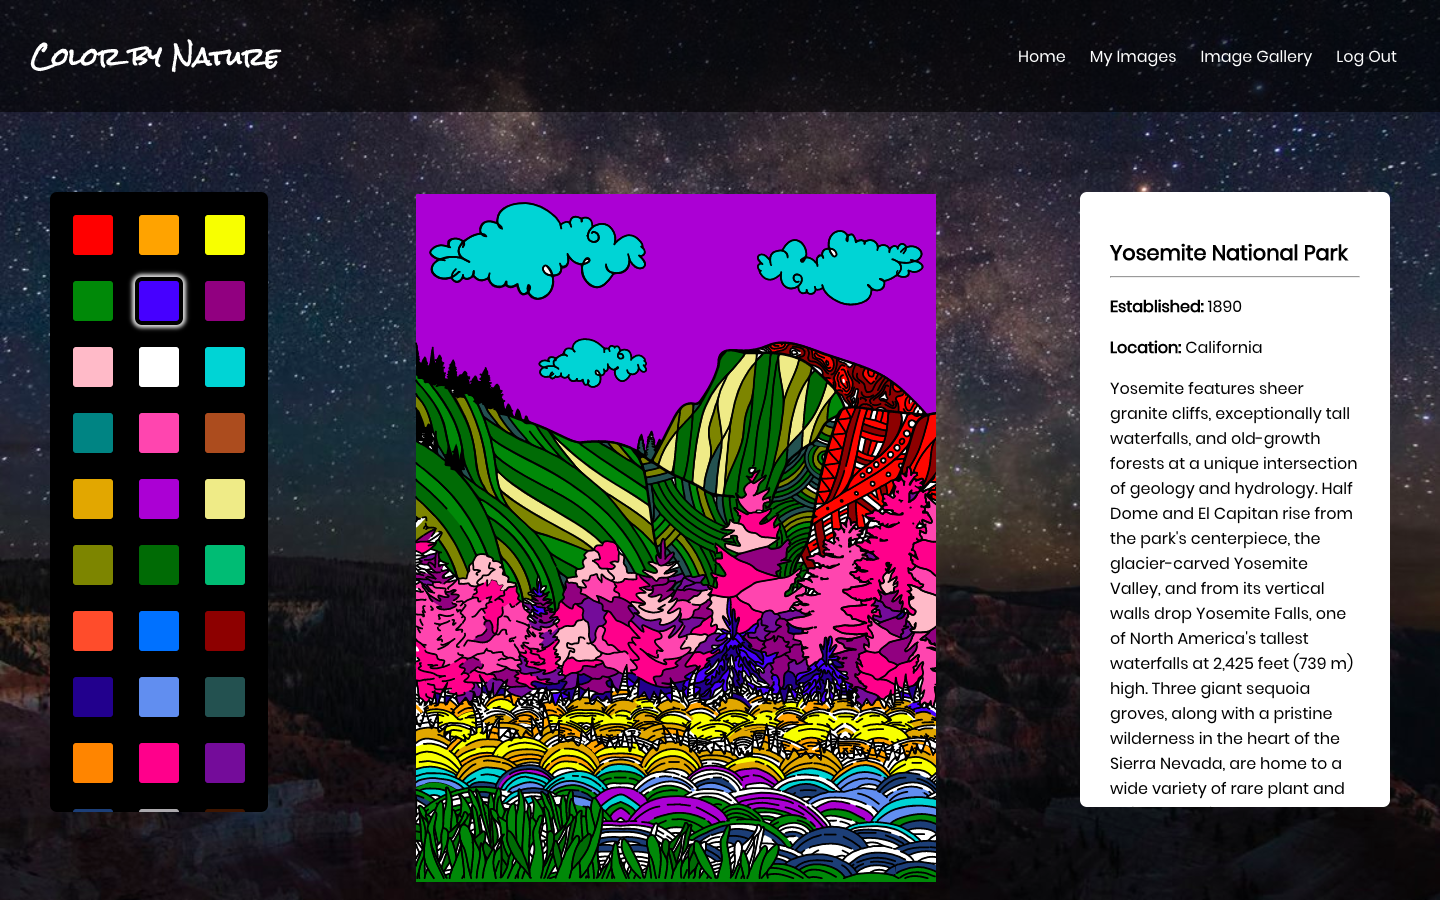 Color by Nature
Home My Images Image Gallery Log Out
Yosemite National Park
Established: 1890
Location: California
Yosemite features sheer
granite cliffs, exceptionally tall
waterfalls, and old-growth
forests at a unique intersection
of geology and hydrology. Half
Dome and El Capitan rise from
the park's centerpiece, the
glacier-carved Yosemite
Valley, and from its vertical
walls drop Yosemite Falls, one
of North America's tallest
waterfalls at 2,425 feet (739 m)
high. Three giant sequoia
groves, along with a pristine
wilderness in the heart of the
Sierra Nevada, are home to a
wide variety of rare plant and